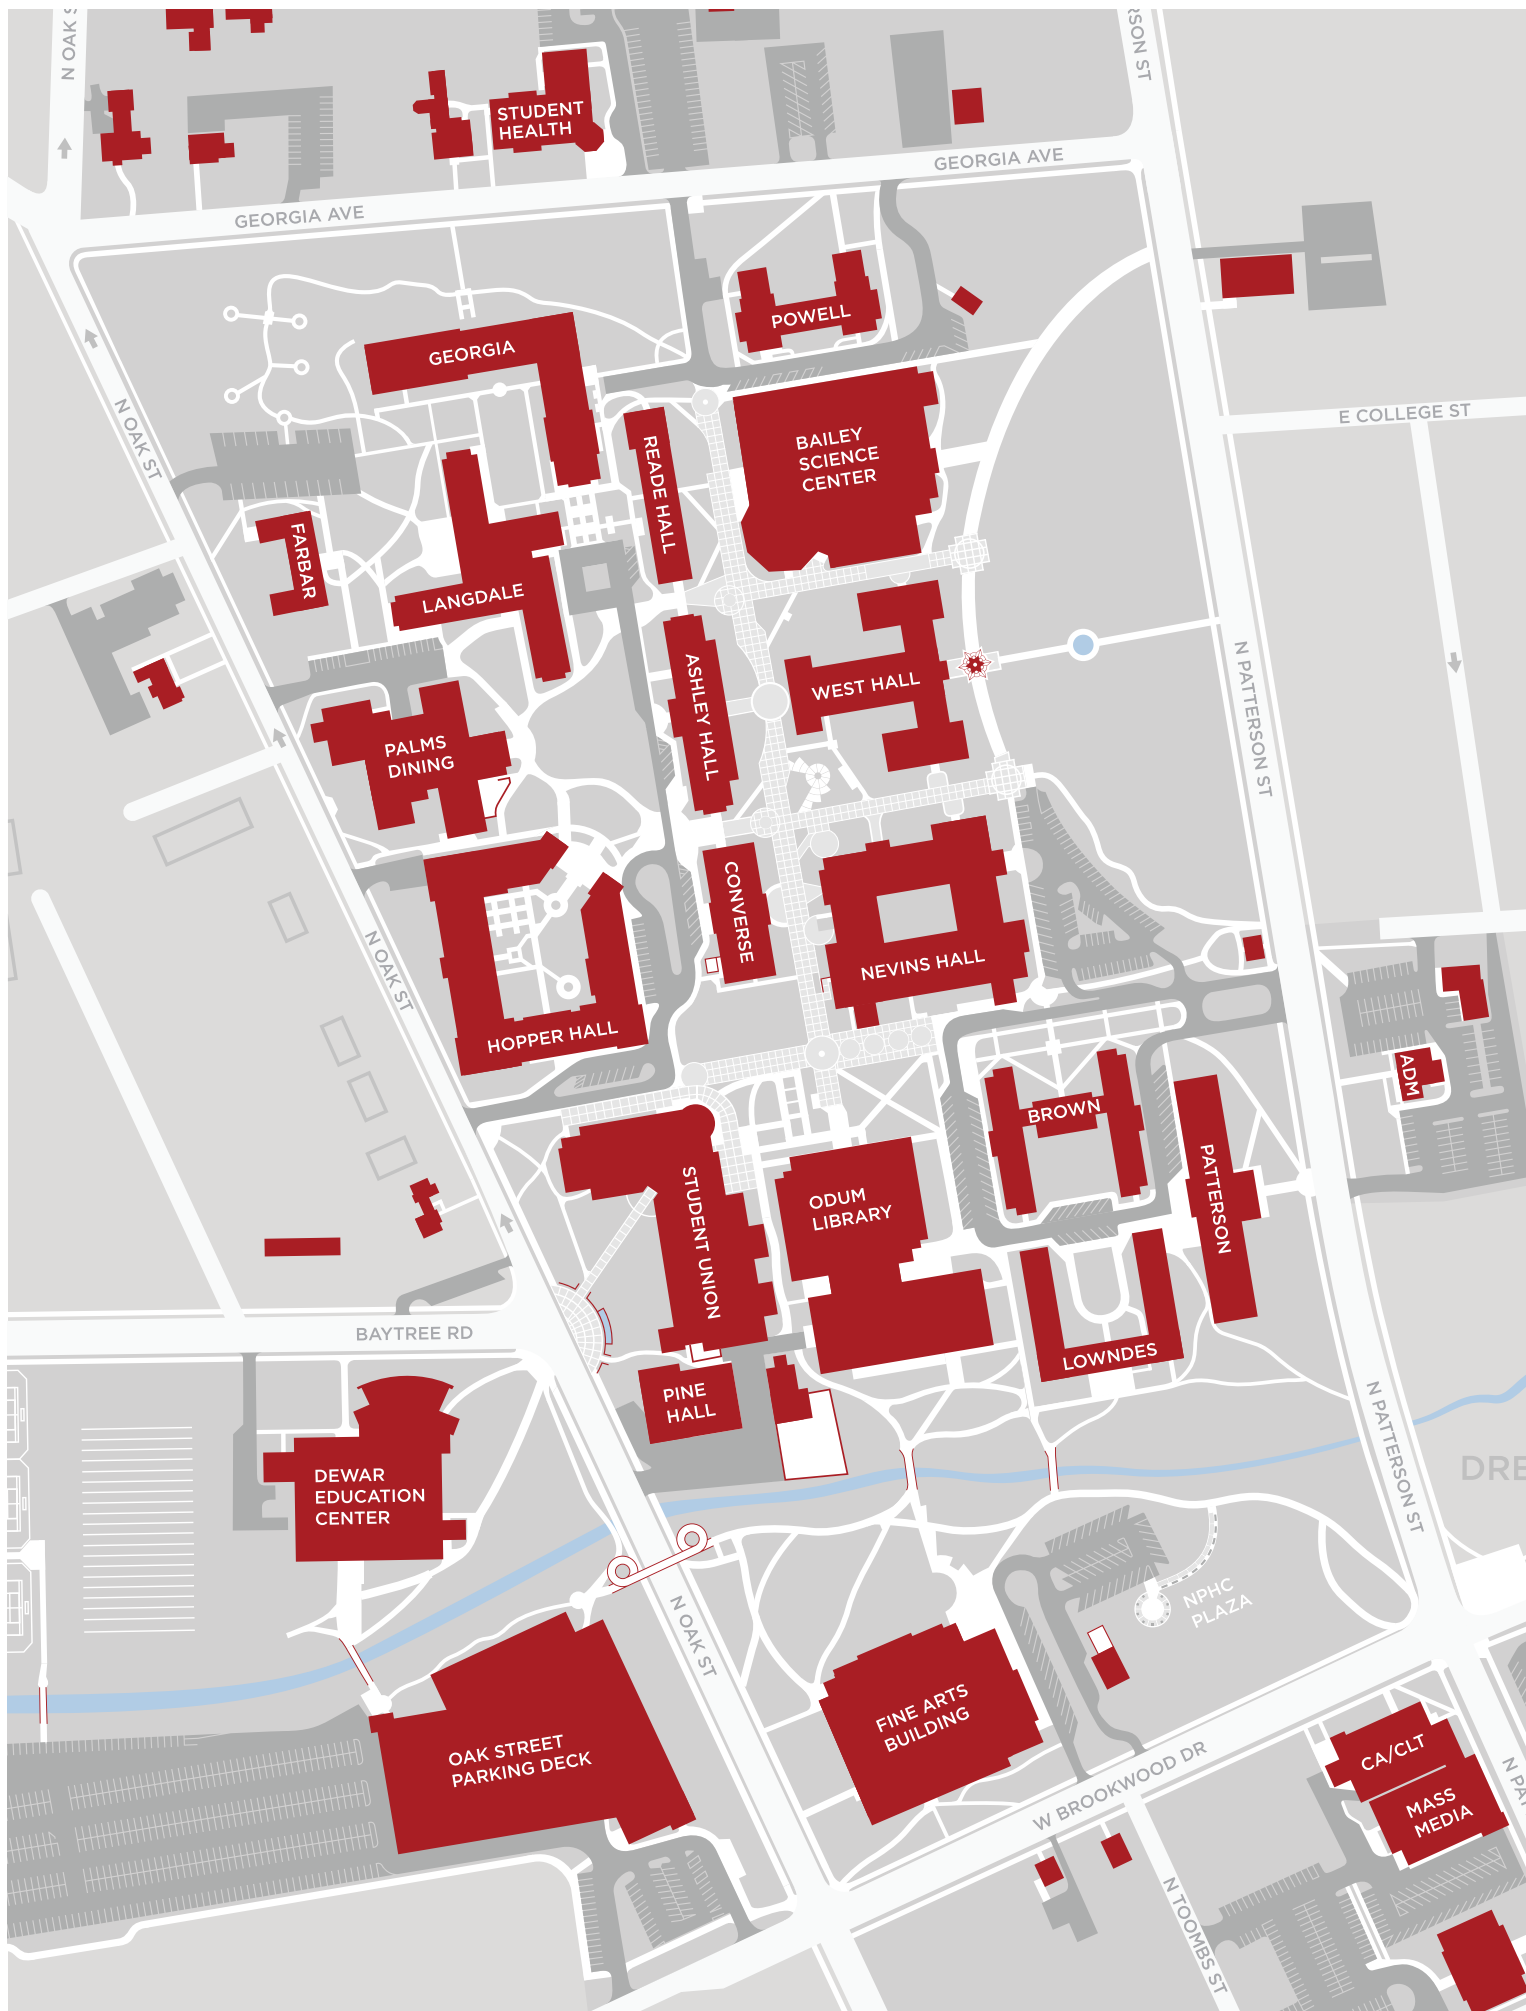 N OAK S
RSON ST
STUDENT
HEALTH
GEORGIA AVE
GEORGIA AVE
POWELL
GEORGIA
E COLLEGE ST
N OAK ST
BAILEY
SCIENCE
CENTER
READE HALL
FARBAR
LANGDALE
WEST HALL
ASHLEY HALL
N PATTERSON ST
PALMS
DINING
CONVERSE
NEVINS HALL
N OAK ST
HOPPER HALL
ADM
BROWN
PATTERSON
STUDENT UNION
ODUM
LIBRARY
BAYTREE RD
LOWNDES
PINE
HALL
N PATTERSON ST
DRE
DEWAR
EDUCATION
CENTER
NPHC
PLAZA
N OAK ST
FINE ARTS
BUILDING
OAK STREET
PARKING DECK
W BROOKWOOD DR
CA/CLT
MASS
MEDIA
N PA
N TOOMBS ST